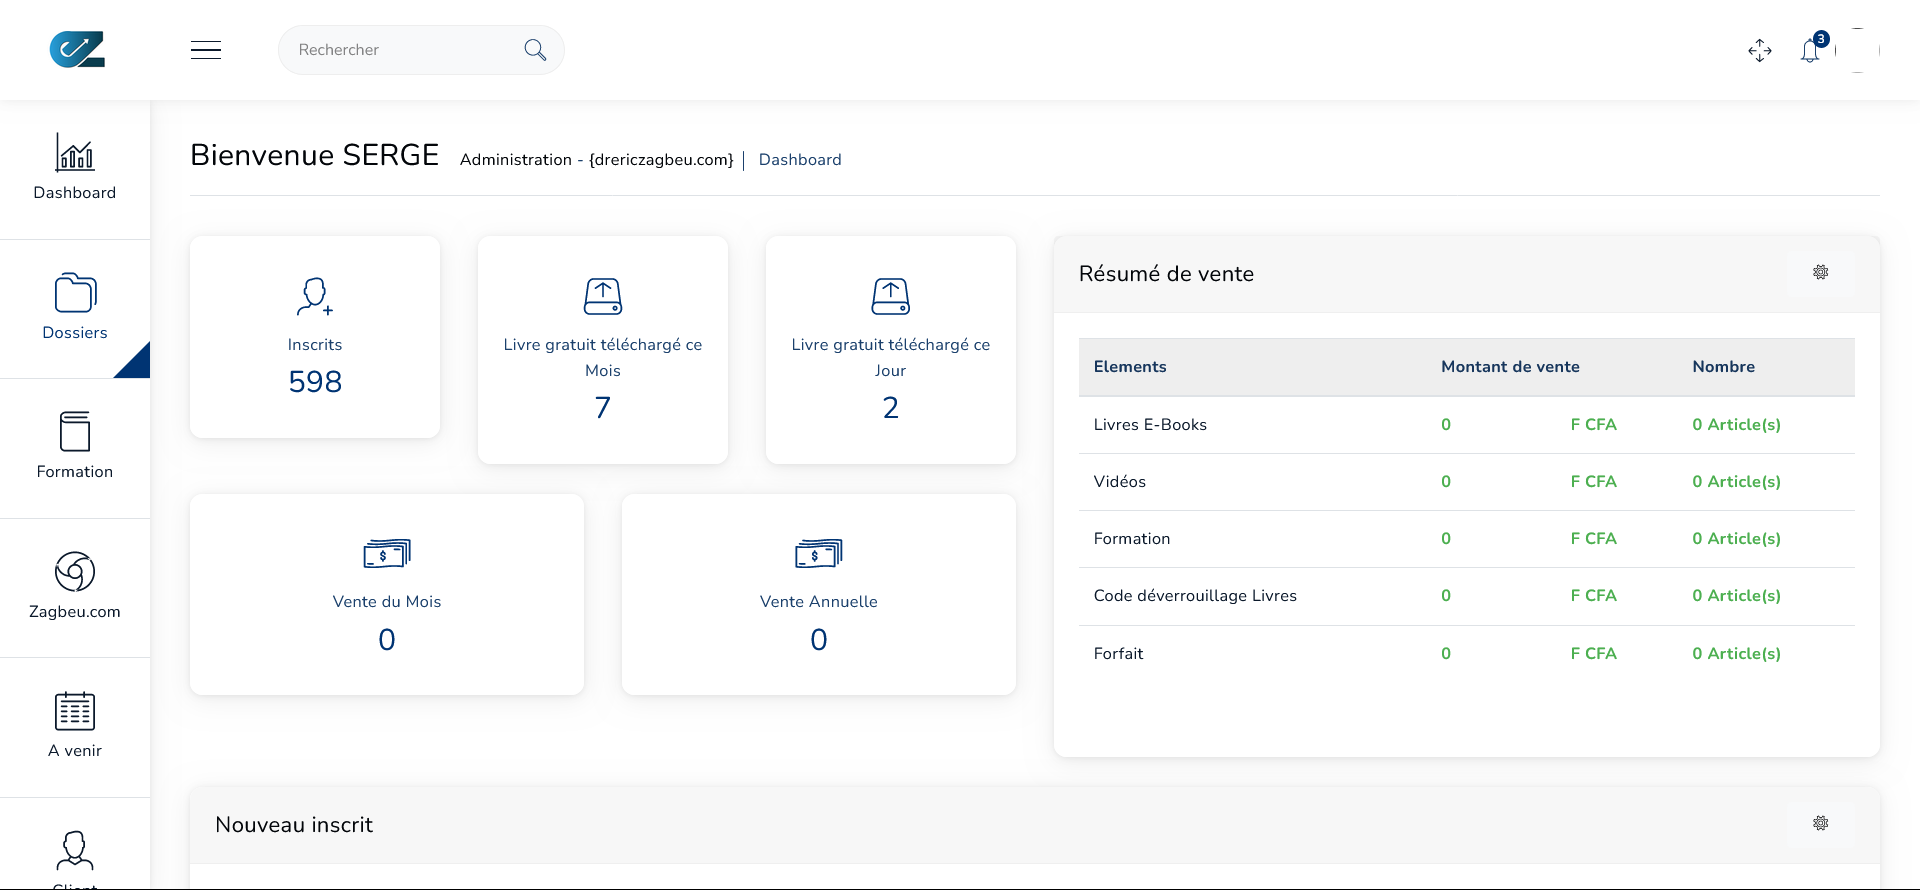 Rechercher
3
Dashboard
Dossiers
Formation
Zagbeu.com
A venir
Client
Bienvenue SERGE
Administration - {drericzagbeu.com}
Dashboard
Inscrits
598
Livre gratuit téléchargé ce
Mois
7
Livre gratuit téléchargé ce
Jour
2
Vente du Mois
0
Vente Annuelle
0
Résumé de vente
Elements Montant de vente Nombre
Livres E-Books 0 F CFA 0 Article(s)
Vidéos 0 F CFA 0 Article(s)
Formation 0 F CFA 0 Article(s)
Code déverrouillage Livres 0 F CFA 0 Article(s)
Forfait 0 F CFA 0 Article(s)
Nouveau inscrit